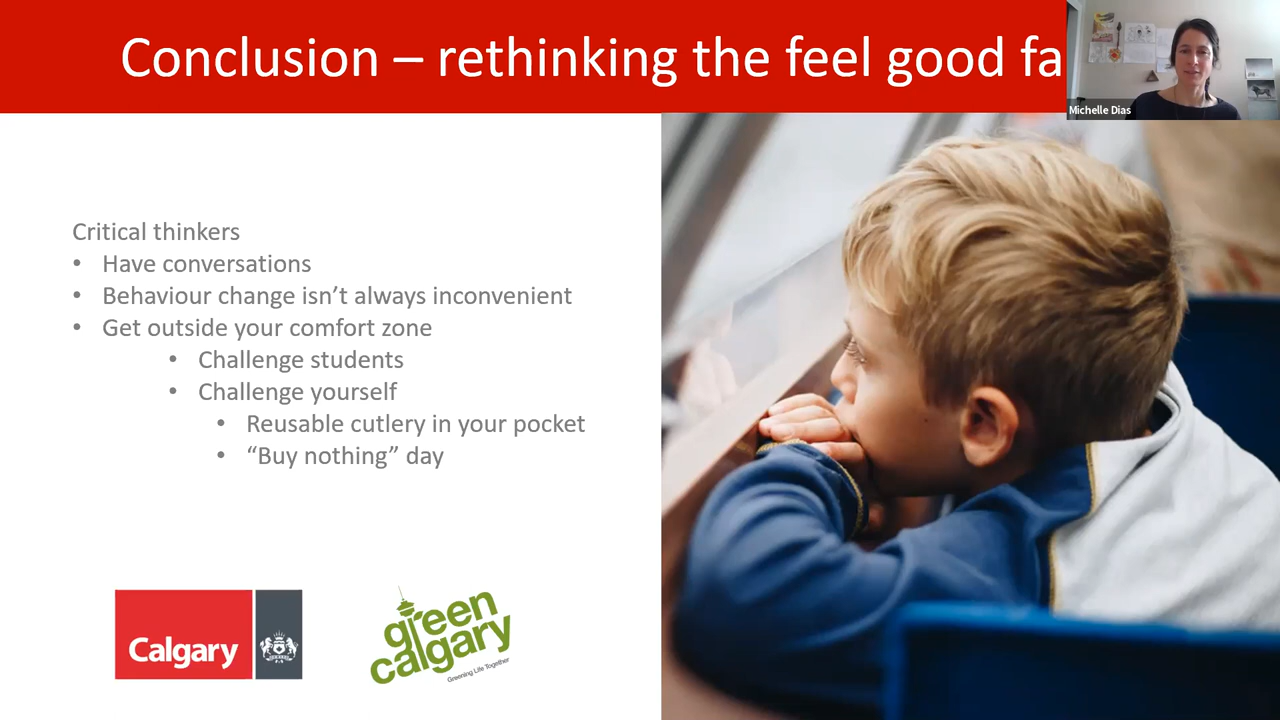 Conclusion – rethinking the feel good fa
Michelle Dias
Critical thinkers
• Have conversations
• Behaviour change isn't always inconvenient
• Get outside your comfort zone
• Challenge students
• Challenge yourself
• Reusable cutlery in your pocket
• “Buy nothing” day
Calgary
green
calgary
Greening Life Together